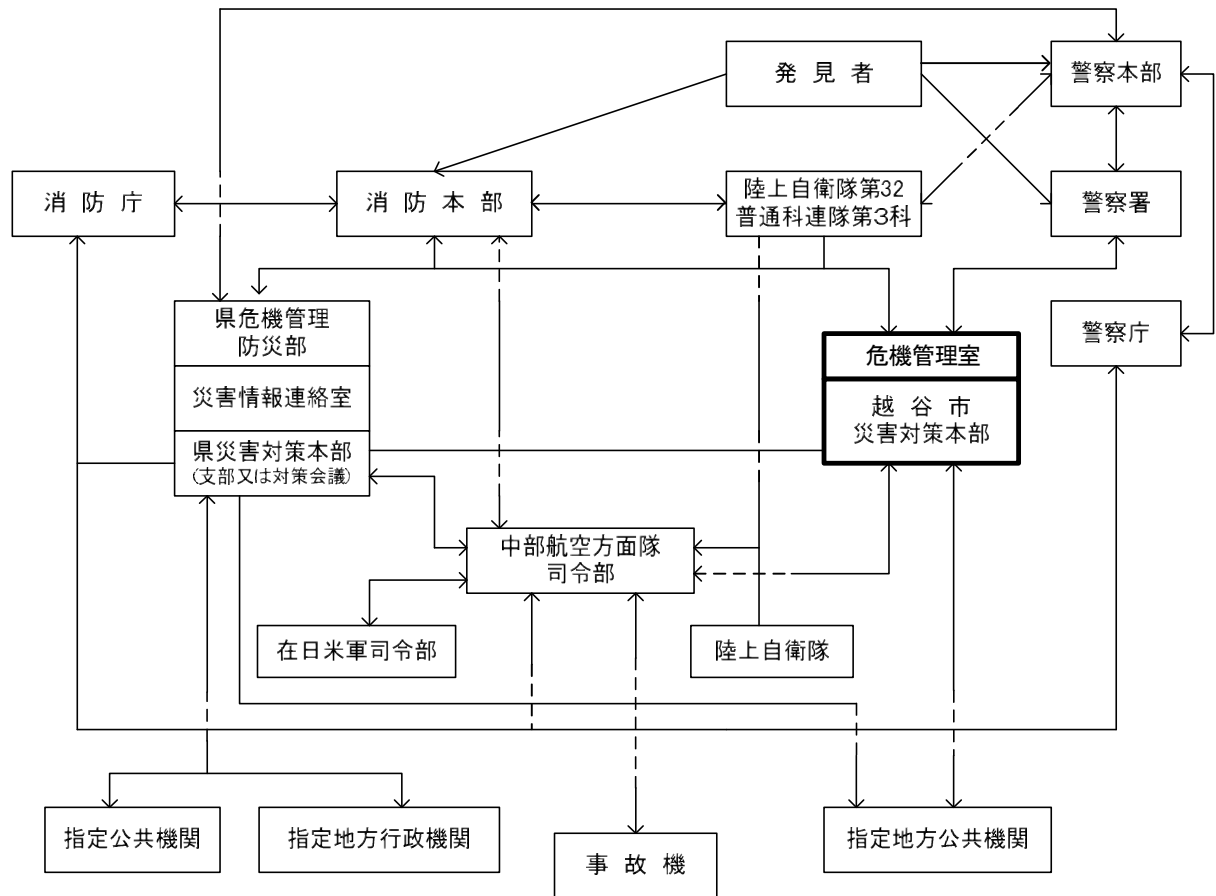 発見者
警察本部
消防庁
消防本部
陸上自衛隊第32
普通科連隊第3科
警察署
県危機管理
防災部
災害情報連絡室
県災害対策本部
(支部又は対策会議)
危機管理室
越谷市
災害対策本部
警察庁
中部航空方面隊
司令部
在日米軍司令部
陸上自衛隊
指定公共機関
指定地方行政機関
事故機
指定地方公共機関